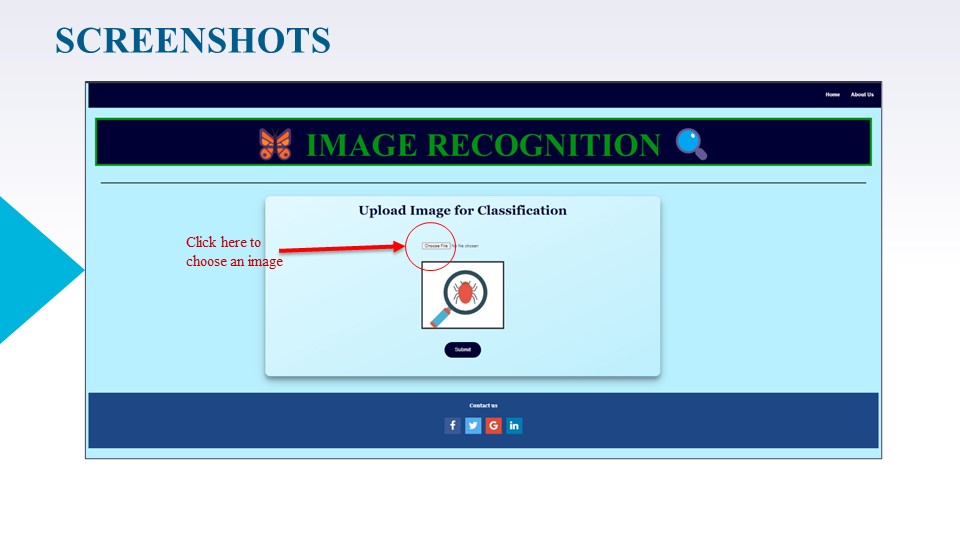 SCREENSHOTS
Home About Us
IMAGE RECOGNITION
Upload Image for Classification
Click here to
choose an image
Choose File No file chosen
Submit
Contact us
f G in